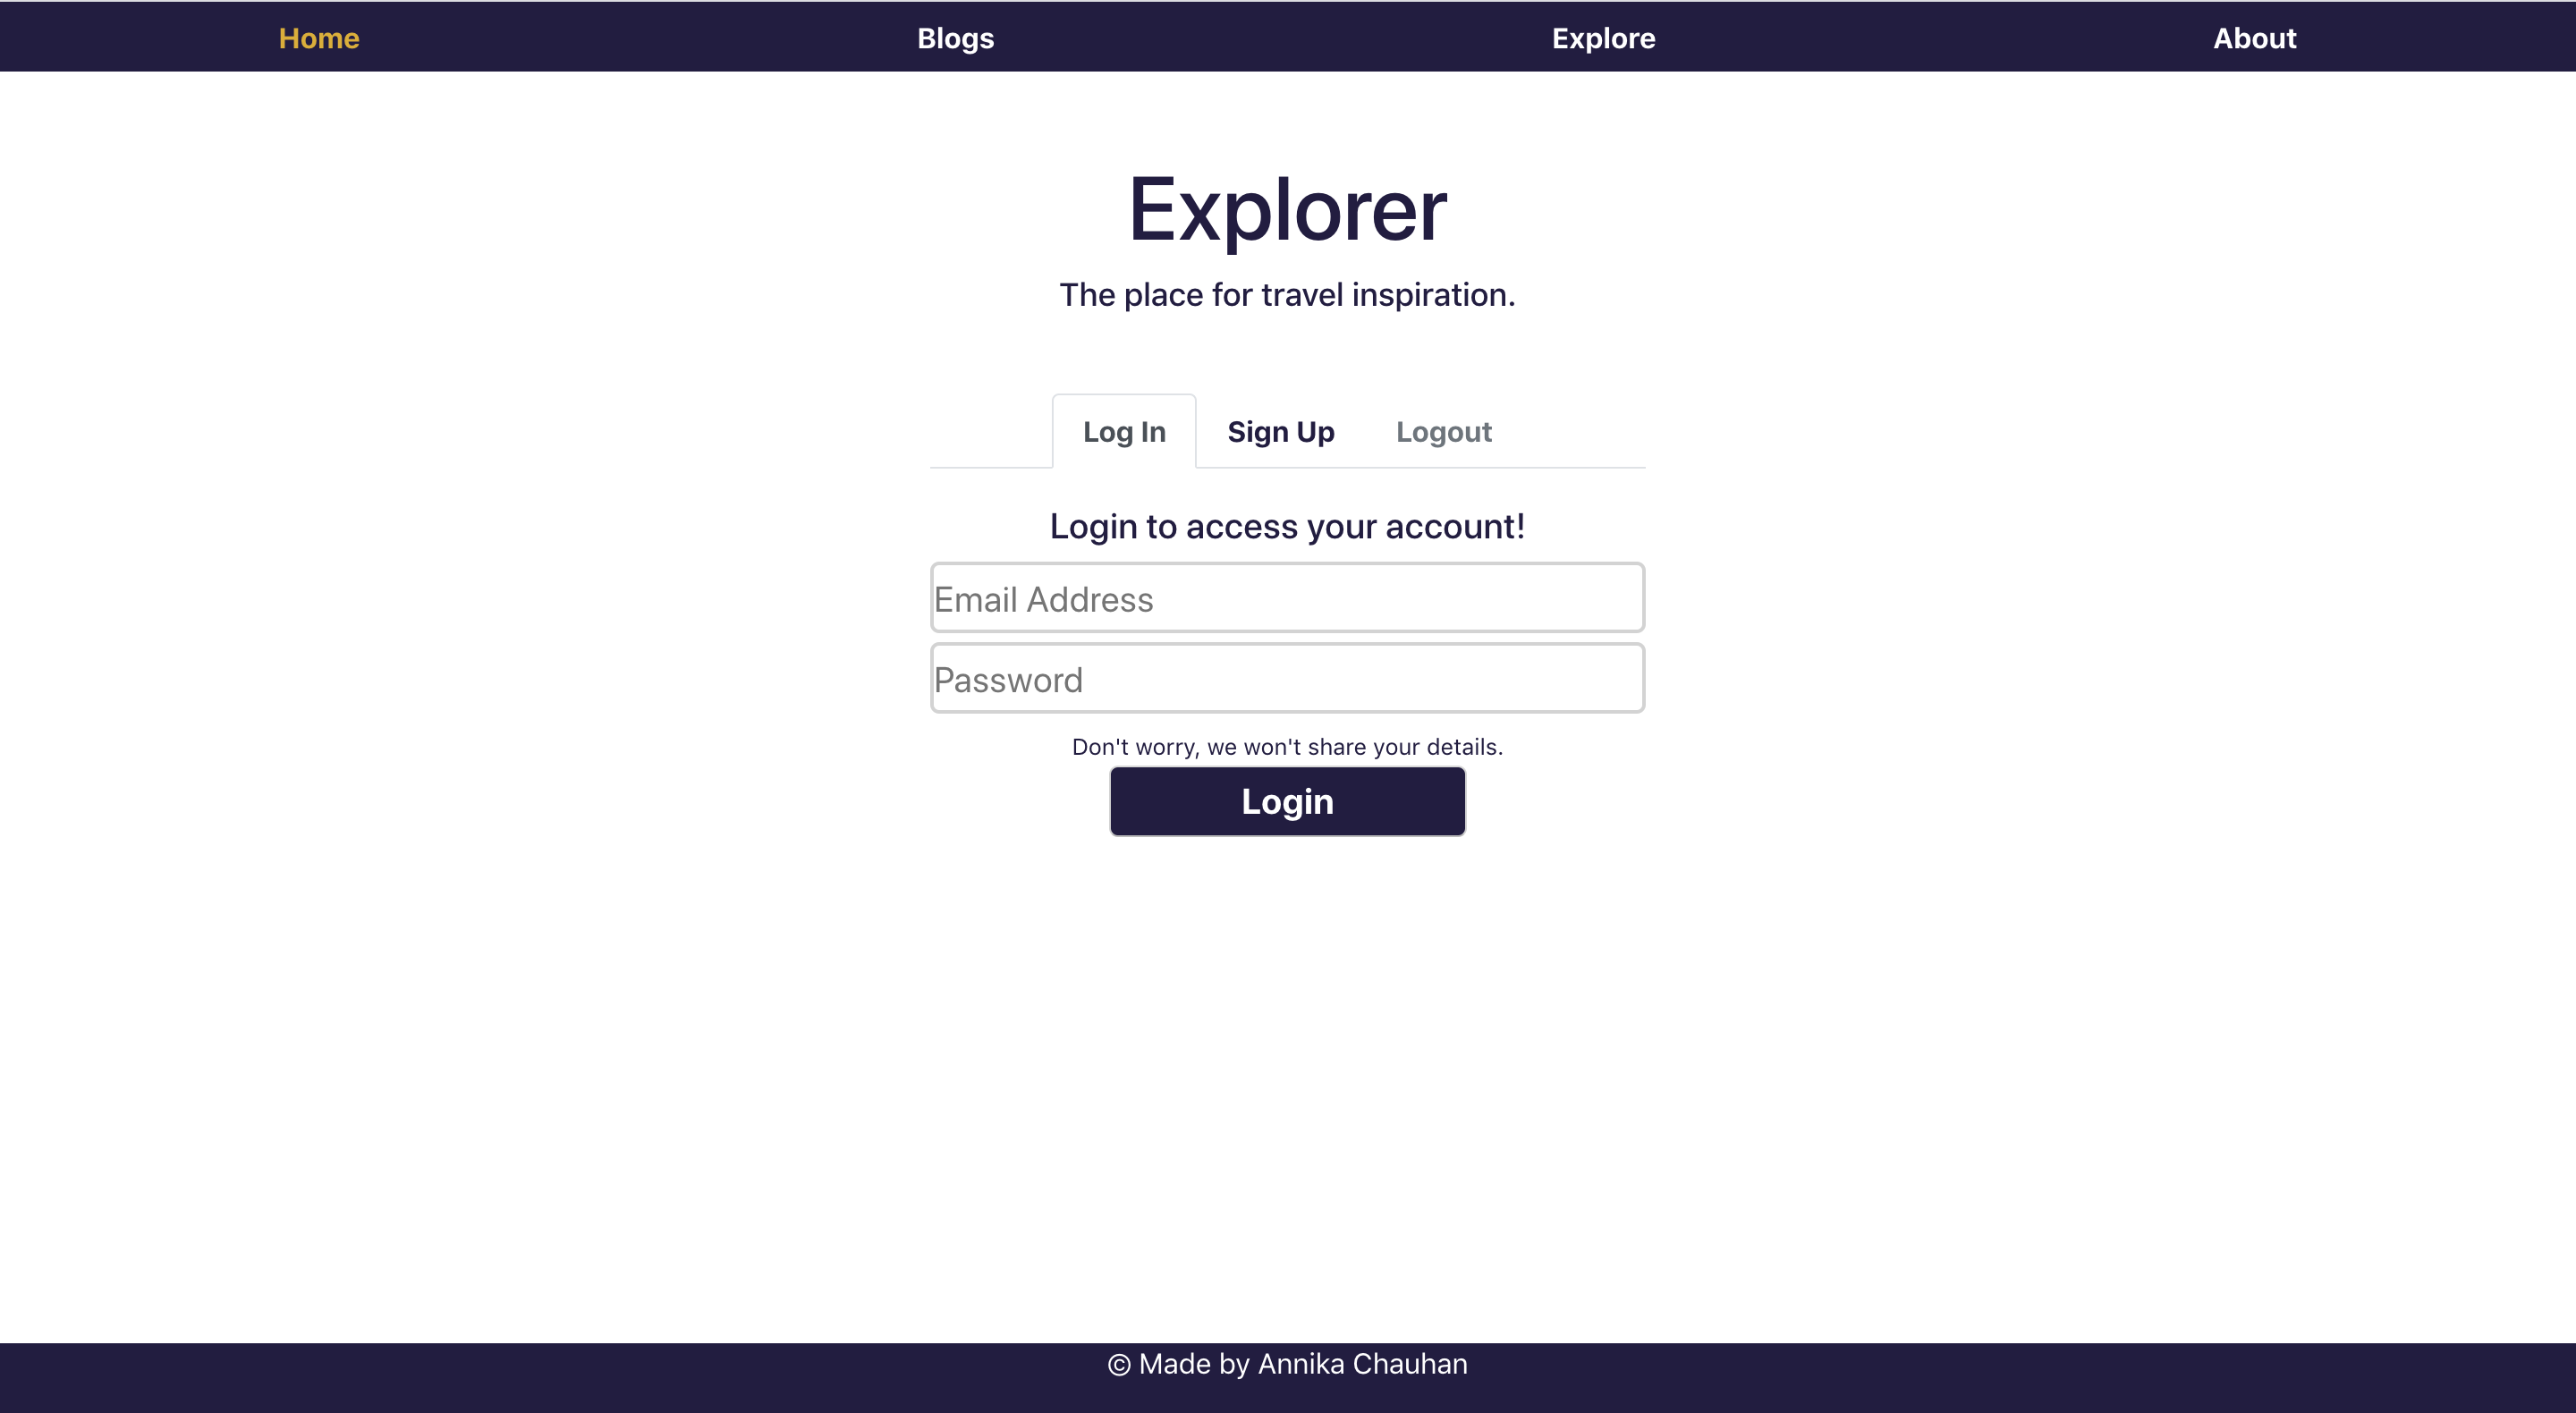 Home Blogs Explore About
Explorer
The place for travel inspiration.
Log In Sign Up Logout
Login to access your account!
Email Address
Password
Don't worry, we won't share your details.
Login
© Made by Annika Chauhan